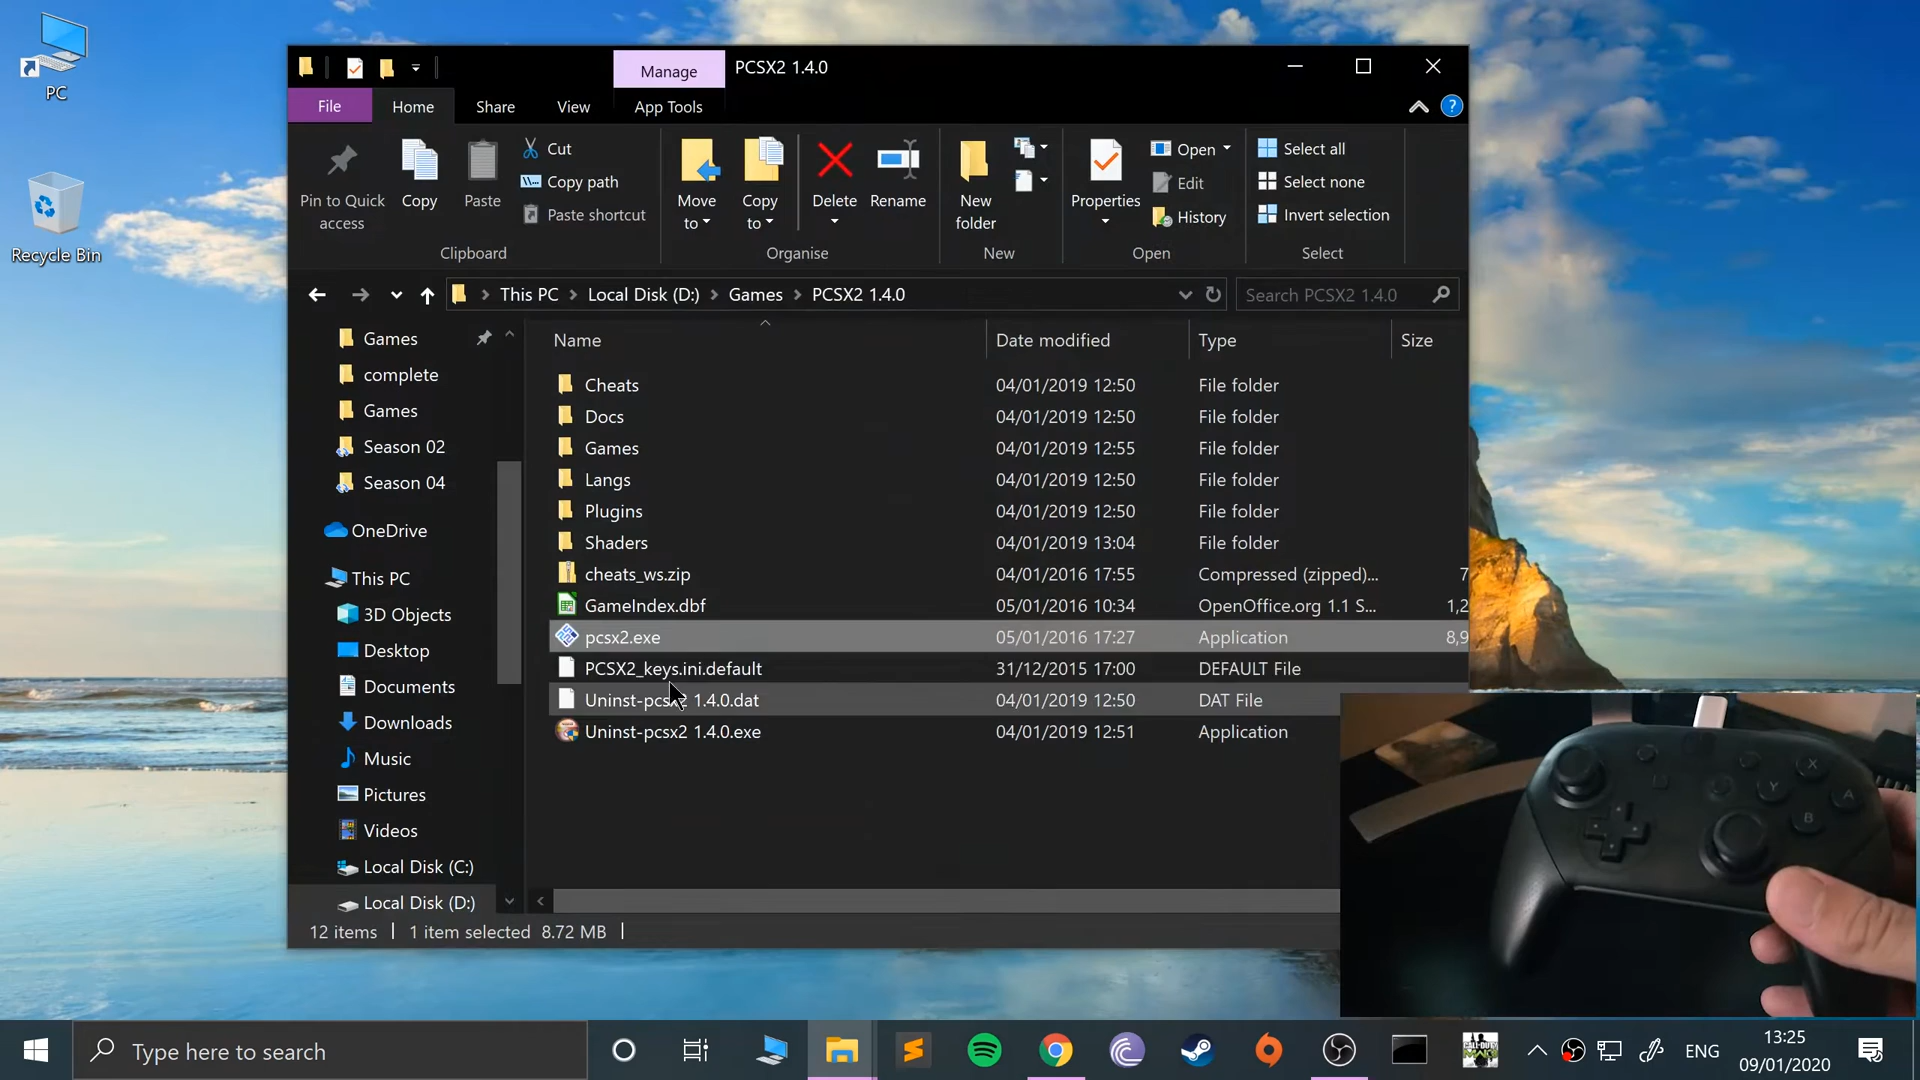 PC
Recycle Bin
Manage
PCSX2 1.4.0
File
Home
Share
View
App Tools
?
Pin to Quick access
Copy
Paste
Cut
Copy path
Paste shortcut
Clipboard
Move to
Copy to
Delete
Rename
Organise
New folder
New
Properties
Open
Edit
History
Open
Select all
Select none
Invert selection
Select
This PC > Local Disk (D:) > Games > PCSX2 1.4.0
Search PCSX2 1.4.0
Games
complete
Games
Season 02
Season 04
OneDrive
This PC
3D Objects
Desktop
Documents
Downloads
Music
Pictures
Videos
Local Disk (C:)
Local Disk (D:)
Name Date modified Type Size
Cheats 04/01/2019 12:50 File folder
Docs 04/01/2019 12:50 File folder
Games 04/01/2019 12:55 File folder
Langs 04/01/2019 12:50 File folder
Plugins 04/01/2019 12:50 File folder
Shaders 04/01/2019 13:04 File folder
cheats_ws.zip 04/01/2016 17:55 Compressed (zipped)... 7
GameIndex.dbf 05/01/2016 10:34 OpenOffice.org 1.1 S... 1,2
pcsx2.exe 05/01/2016 17:27 Application 8,9
PCSX2_keys.ini.default 31/12/2015 17:00 DEFAULT File
Uninst-pcsx2 1.4.0.dat 04/01/2019 12:50 DAT File
Uninst-pcsx2 1.4.0.exe 04/01/2019 12:51 Application
12 items 1 item selected 8.72 MB
X
Y
A
B
Type here to search
ENG
13:25
09/01/2020